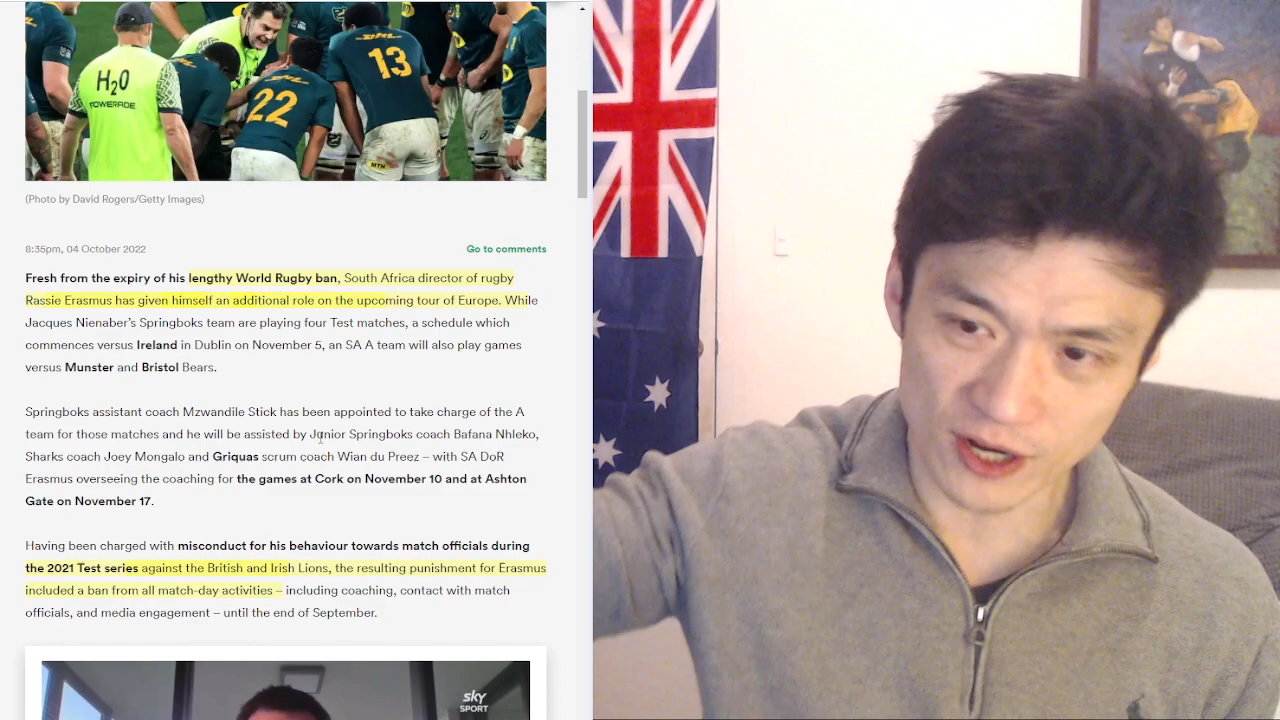 DHL
DHL
DHL
13
H2O
POWERADE
22
MTN
(Photo by David Rogers/Getty Images)
8:35pm, 04 October 2022
Go to comments
Fresh from the expiry of his lengthy World Rugby ban, South Africa director of rugby
Rassie Erasmus has given himself an additional role on the upcoming tour of Europe. While
Jacques Nienaber’s Springboks team are playing four Test matches, a schedule which
commences versus Ireland in Dublin on November 5, an SA A team will also play games
versus Munster and Bristol Bears.
Springboks assistant coach Mzwandile Stick has been appointed to take charge of the A
team for those matches and he will be assisted by Junior Springboks coach Bafana Nhleko,
Sharks coach Joey Mongalo and Griquas scrum coach Wian du Preez – with SA DoR
Erasmus overseeing the coaching for the games at Cork on November 10 and at Ashton
Gate on November 17.
Having been charged with misconduct for his behaviour towards match officials during
the 2021 Test series against the British and Irish Lions, the resulting punishment for Erasmus
included a ban from all match-day activities – including coaching, contact with match
officials, and media engagement – until the end of September.
sky
SPORT